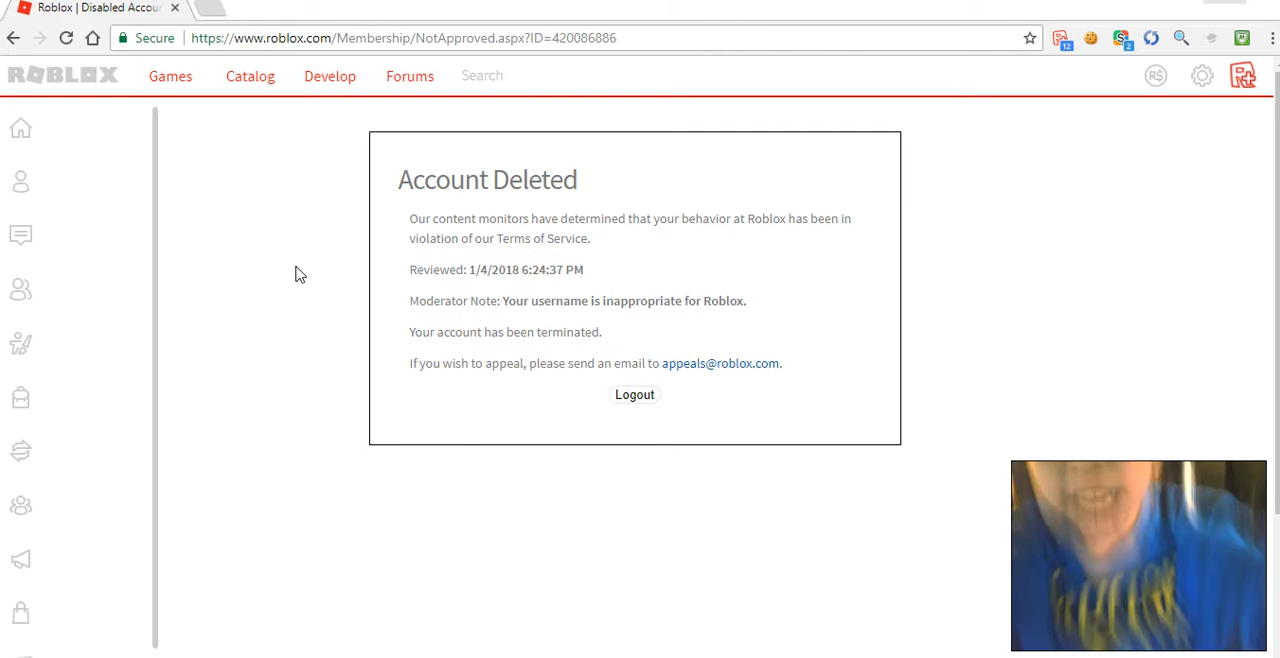 Roblox | Disabled Accou
Secure | https://www.roblox.com/Membership/NotApproved.aspx?ID=420086886
12
2
ROBLOX Games Catalog Develop Forums Search R$ R+
Account Deleted
Our content monitors have determined that your behavior at Roblox has been in
violation of our Terms of Service.
Reviewed: 1/4/2018 6:24:37 PM
Moderator Note: Your username is inappropriate for Roblox.
Your account has been terminated.
If you wish to appeal, please send an email to appeals@roblox.com.
Logout